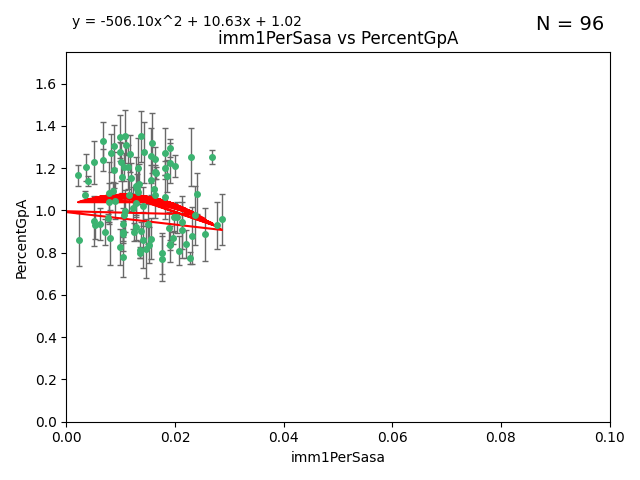 y = -506.10x^2 + 10.63x + 1.02
N = 96
imm1PerSasa vs PercentGpA
1.6
1.4
1.2
1.0
0.8
0.6
0.4
0.2
0.0
PercentGpA
0.00 0.02 0.04 0.06 0.08 0.10
imm1PerSasa